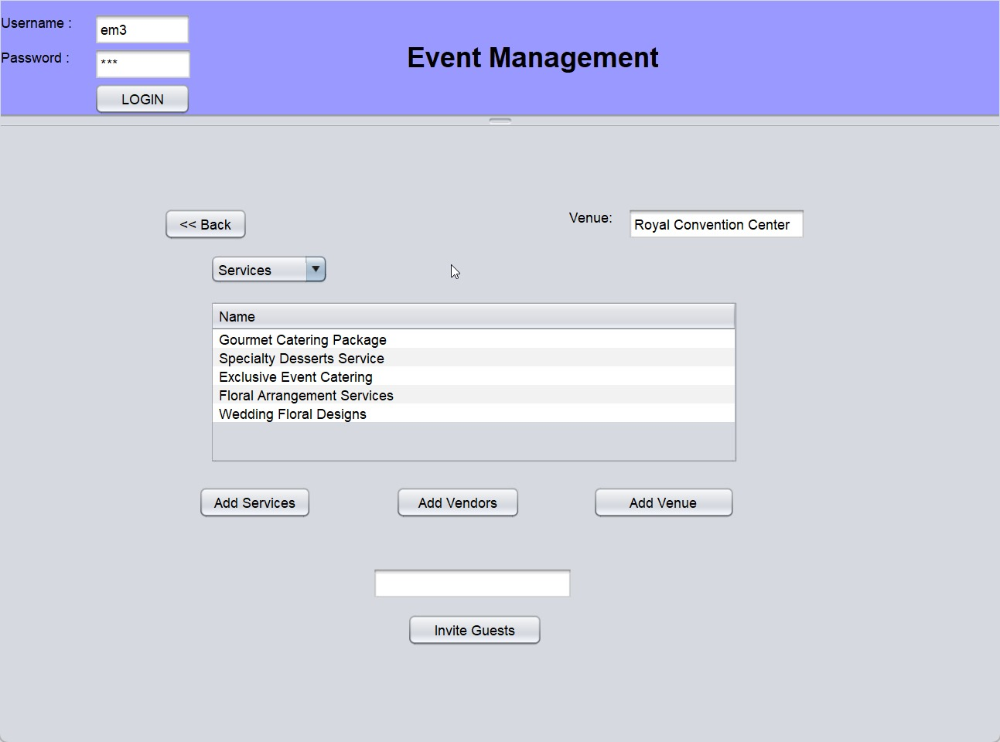 Username :
em3
Password :
***
LOGIN
Event Management
<< Back
Venue:
Royal Convention Center
Services
Name
Gourmet Catering Package
Specialty Desserts Service
Exclusive Event Catering
Floral Arrangement Services
Wedding Floral Designs
Add Services
Add Vendors
Add Venue
Invite Guests